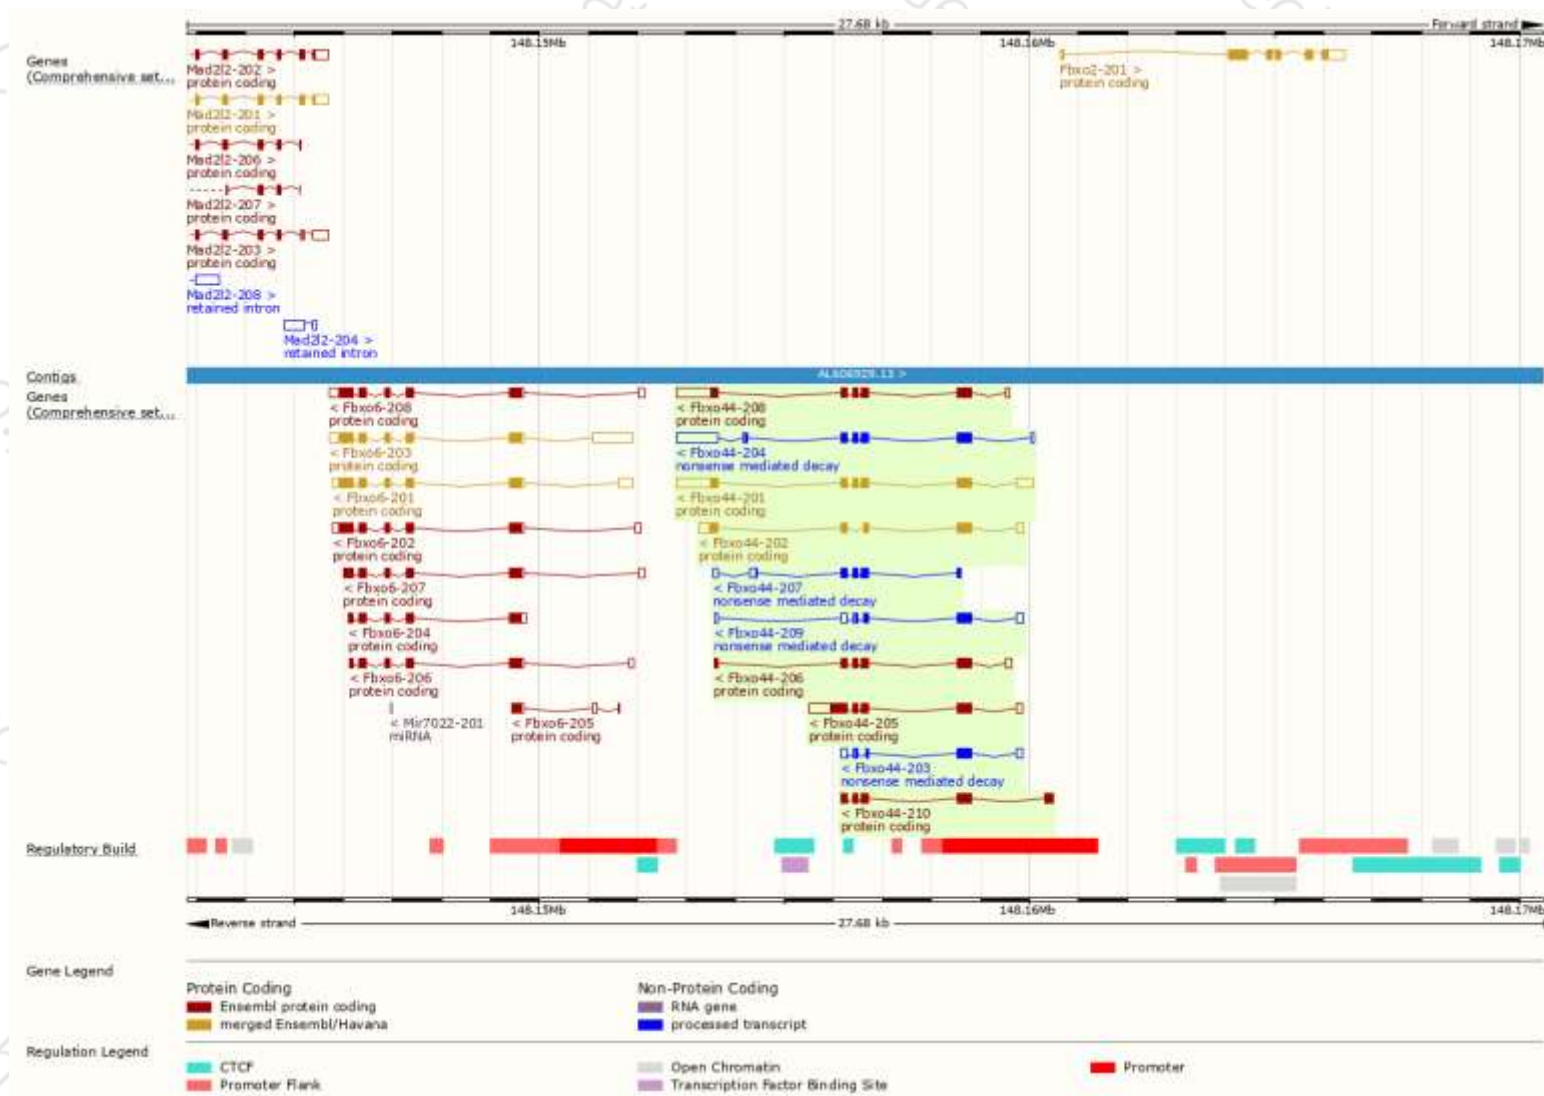 27.68 kb
Forward strand
148.15Mb
148.16Mb
148.17Mb
Genes
(Comprehensive set...
Mad2l2-202 >
protein coding
Fbxo2-201 >
protein coding
Mad2l2-201 >
protein coding
Mad2l2-206 >
protein coding
Mad2l2-207 >
protein coding
Mad2l2-203 >
protein coding
Mad2l2-208 >
retained intron
Mad2l2-204 >
retained intron
Contigs
AL606929.13 >
Genes
(Comprehensive set...
< Fbxo6-208
protein coding
< Fbxo44-208
protein coding
< Fbxo6-203
protein coding
< Fbxo44-204
nonsense mediated decay
< Fbxo6-201
protein coding
< Fbxo44-201
protein coding
< Fbxo6-202
protein coding
< Fbxo44-202
protein coding
< Fbxo6-207
protein coding
< Fbxo44-207
nonsense mediated decay
< Fbxo6-204
protein coding
< Fbxo44-209
nonsense mediated decay
< Fbxo6-206
protein coding
< Fbxo44-206
protein coding
< Mir7022-201
miRNA
< Fbxo6-205
protein coding
< Fbxo44-205
protein coding
< Fbxo44-203
nonsense mediated decay
< Fbxo44-210
protein coding
Regulatory Build
148.15Mb
148.16Mb
148.17Mb
Reverse strand
27.68 kb
Gene Legend
Protein Coding
Non-Protein Coding
Ensembl protein coding
RNA gene
merged Ensembl/Havana
processed transcript
Regulation Legend
CTCF
Open Chromatin
Promoter
Promoter Flank
Transcription Factor Binding Site